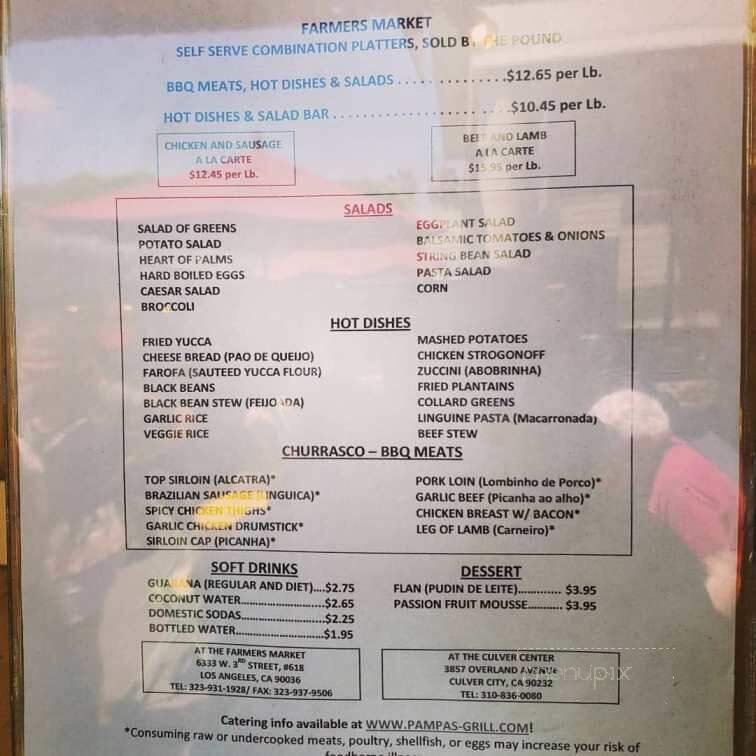 FARMERS MARKET
SELF SERVE COMBINATION PLATTERS, SOLD BY THE POUND
BBQ MEATS, HOT DISHES & SALADS . . . . . . . . . . . . . . .$12.65 per Lb.
HOT DISHES & SALAD BAR . . . . . . . . . . . . . . . . . . . . . . . .$10.45 per Lb.
CHICKEN AND SAUSAGE
A LA CARTE
$12.45 per Lb.
BEEF AND LAMB
A LA CARTE
$15.95 per Lb.
SALADS
SALAD OF GREENS
POTATO SALAD
HEART OF PALMS
HARD BOILED EGGS
CAESAR SALAD
BROCCOLI
EGGPLANT SALAD
BALSAMIC TOMATOES & ONIONS
STRING BEAN SALAD
PASTA SALAD
CORN
HOT DISHES
FRIED YUCCA
CHEESE BREAD (PAO DE QUEIJO)
FAROFA (SAUTEED YUCCA FLOUR)
BLACK BEANS
BLACK BEAN STEW (FEIJOADA)
GARLIC RICE
VEGGIE RICE
MASHED POTATOES
CHICKEN STROGONOFF
ZUCCINI (ABOBRINHA)
FRIED PLANTAINS
COLLARD GREENS
LINGUINE PASTA (Macarronada)
BEEF STEW
CHURRASCO – BBQ MEATS
TOP SIRLOIN (ALCATRA)*
BRAZILIAN SAUSAGE (LINGUICA)*
SPICY CHICKEN THIGHS*
GARLIC CHICKEN DRUMSTICK*
SIRLOIN CAP (PICANHA)*
PORK LOIN (Lombinho de Porco)*
GARLIC BEEF (Picanha ao alho)*
CHICKEN BREAST W/ BACON*
LEG OF LAMB (Carneiro)*
SOFT DRINKS
GUARANA (REGULAR AND DIET)....$2.75
COCONUT WATER...........................$2.65
DOMESTIC SODAS...........................$2.25
BOTTLED WATER............................$1.95
DESSERT
FLAN (PUDIN DE LEITE)............. $3.95
PASSION FRUIT MOUSSE........... $3.95
AT THE FARMERS MARKET
6333 W. 3RD STREET, #618
LOS ANGELES, CA 90036
TEL: 323-931-1928/ FAX: 323-937-9506
AT THE CULVER CENTER
3857 OVERLAND AVENUE
CULVER CITY, CA 90232
TEL: 310-836-0080
menupix
Catering info available at WWW.PAMPAS-GRILL.COM!
*Consuming raw or undercooked meats, poultry, shellfish, or eggs may increase your risk of